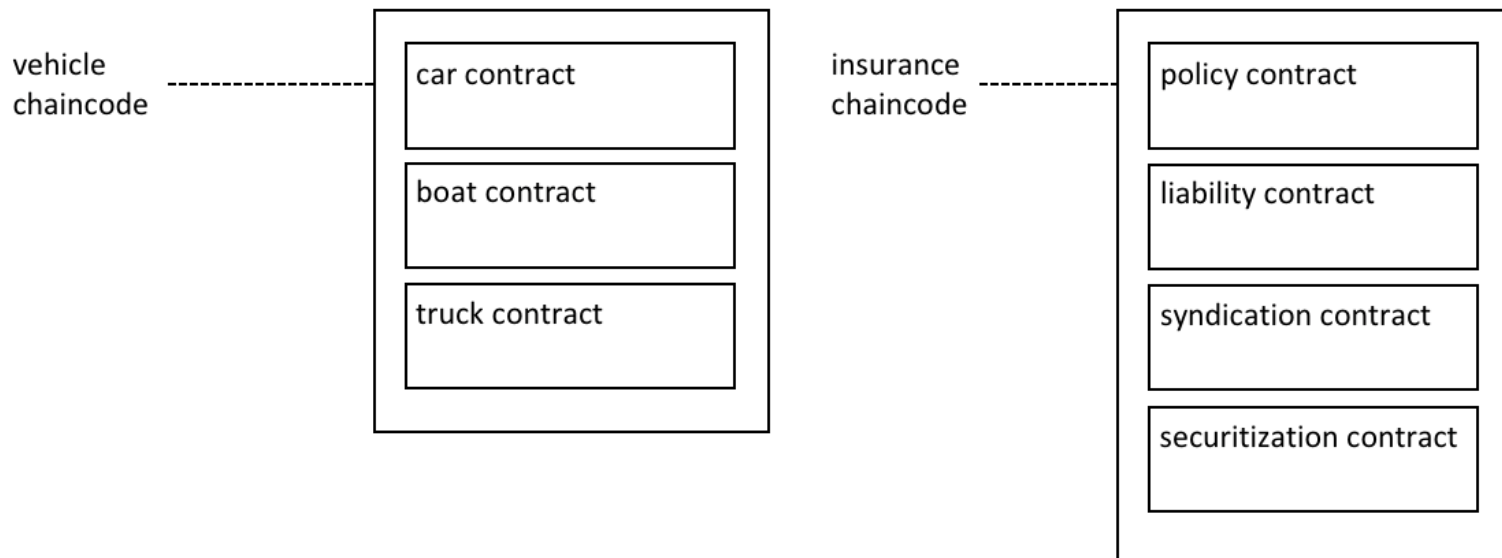 vehicle
chaincode
car contract
boat contract
truck contract
insurance
chaincode
policy contract
liability contract
syndication contract
securitization contract